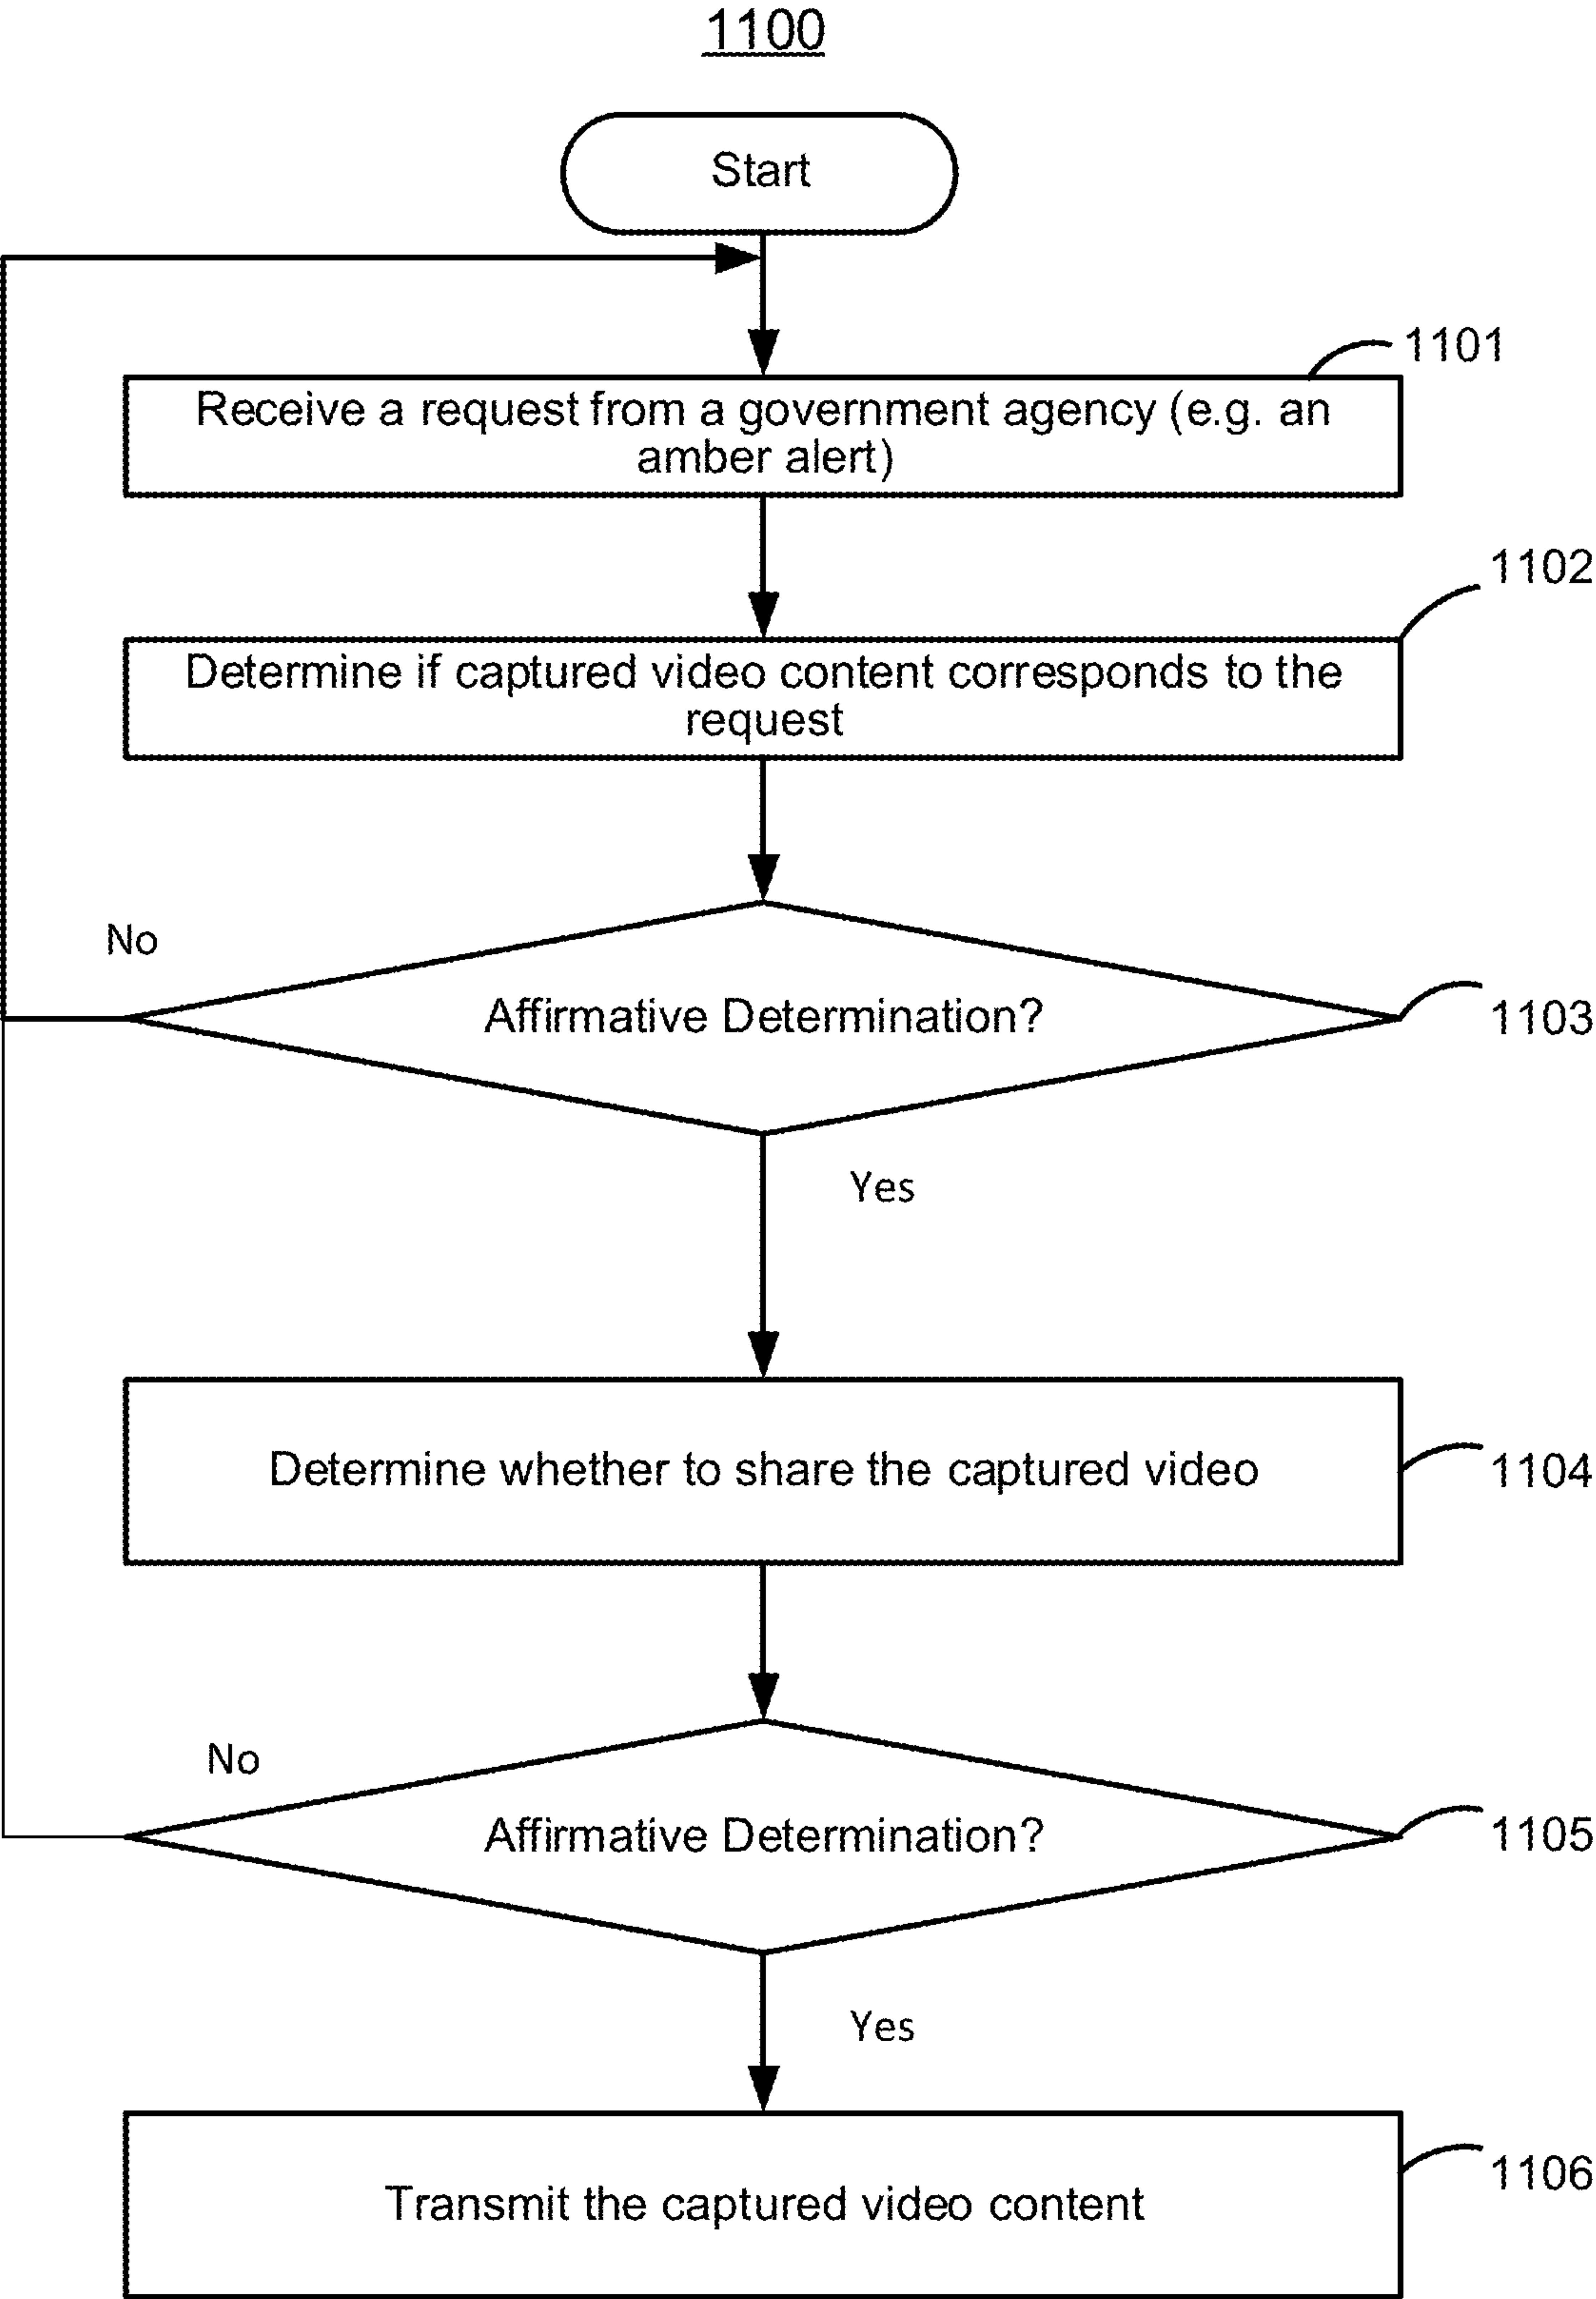 1100
Start
1101
Receive a request from a government agency (e.g. an
amber alert)
1102
Determine if captured video content corresponds to the
request
No
Affirmative Determination?
1103
Yes
Determine whether to share the captured video
1104
No
Affirmative Determination?
1105
Yes
1106
Transmit the captured video content